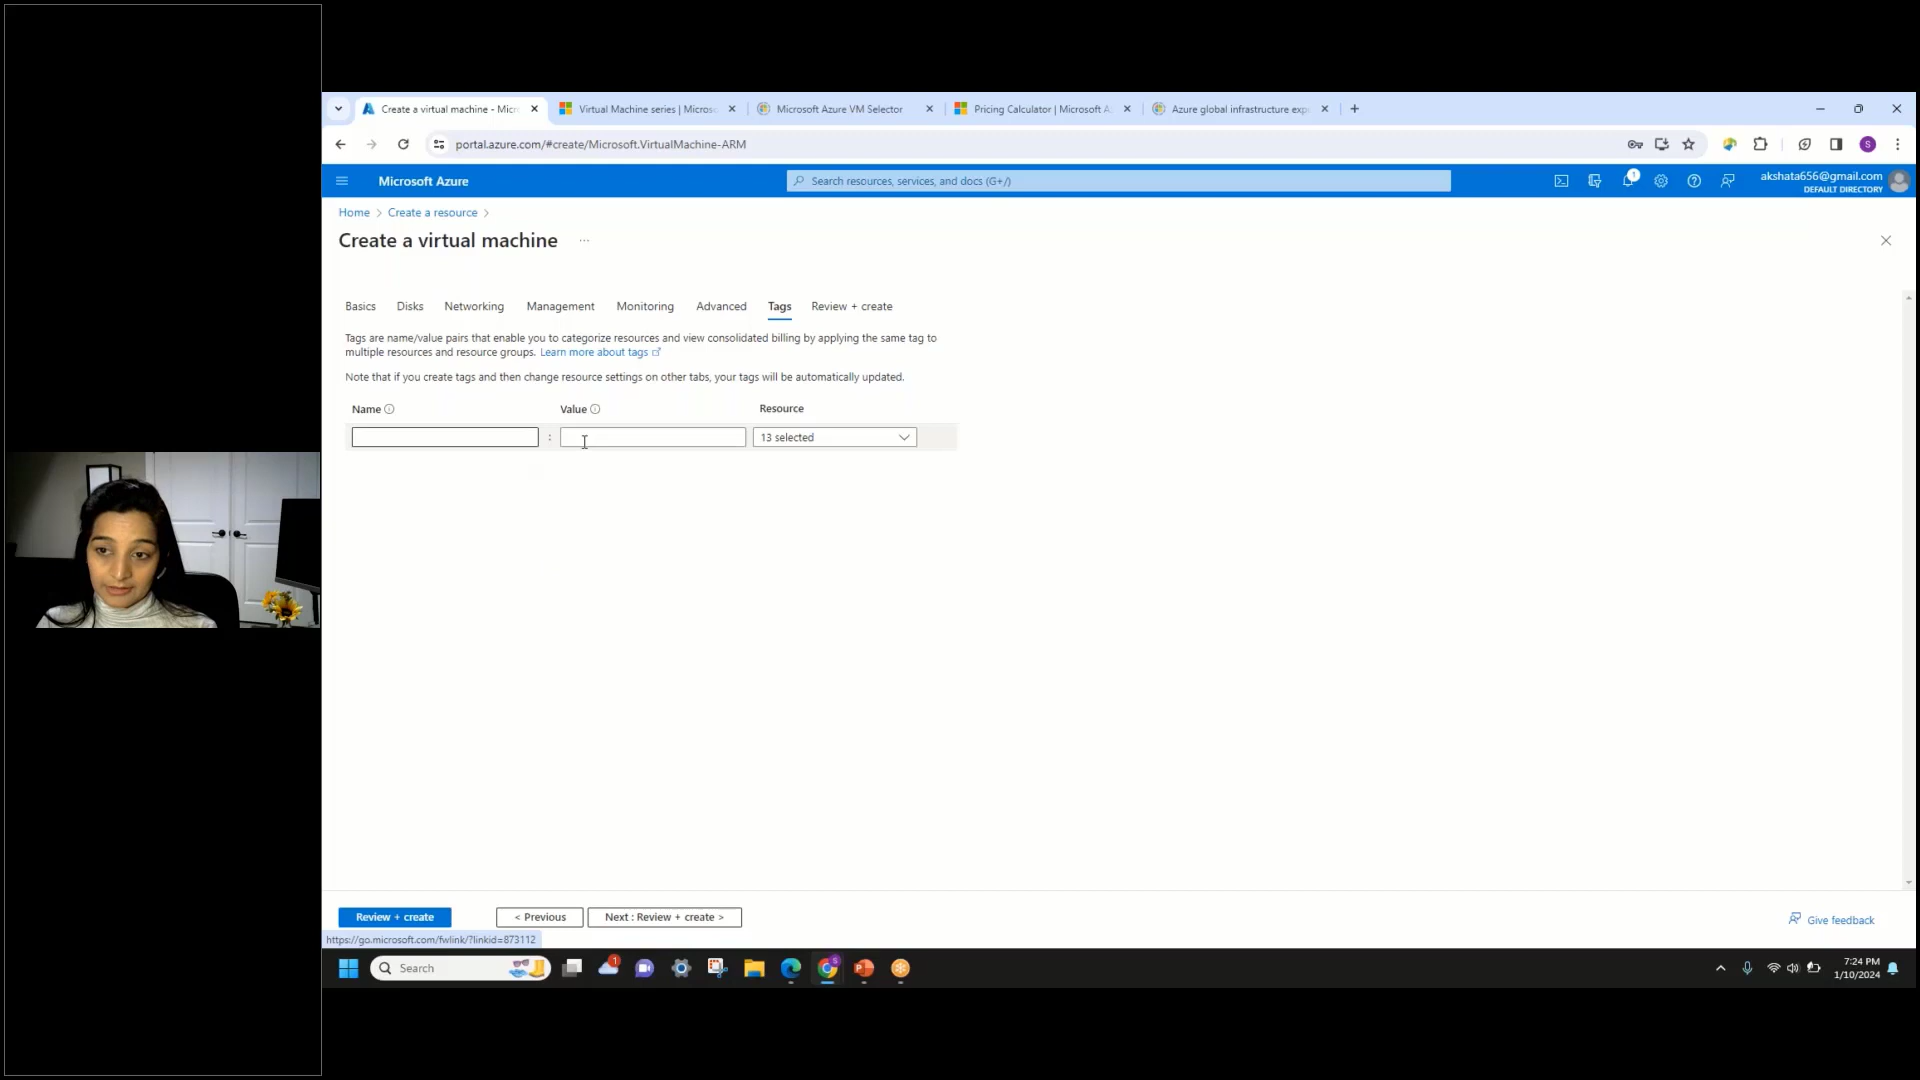 Create a virtual machine - Micr
Virtual Machine series | Micros
Microsoft Azure VM Selector
Pricing Calculator | Microsoft A
Azure global infrastructure exp
portal.azure.com/#create/Microsoft.VirtualMachine-ARM
S
Microsoft Azure
Search resources, services, and docs (G+/)
1
akshata656@gmail.com
DEFAULT DIRECTORY
Home > Create a resource >
Create a virtual machine ...
Basics Disks Networking Management Monitoring Advanced Tags Review + create
Tags are name/value pairs that enable you to categorize resources and view consolidated billing by applying the same tag to
multiple resources and resource groups. Learn more about tags
Note that if you create tags and then change resource settings on other tabs, your tags will be automatically updated.
Name Value Resource
: 13 selected
Review + create < Previous Next : Review + create >
Give feedback
https://go.microsoft.com/fwlink/?linkid=873112
Search
1
S
7:24 PM
1/10/2024